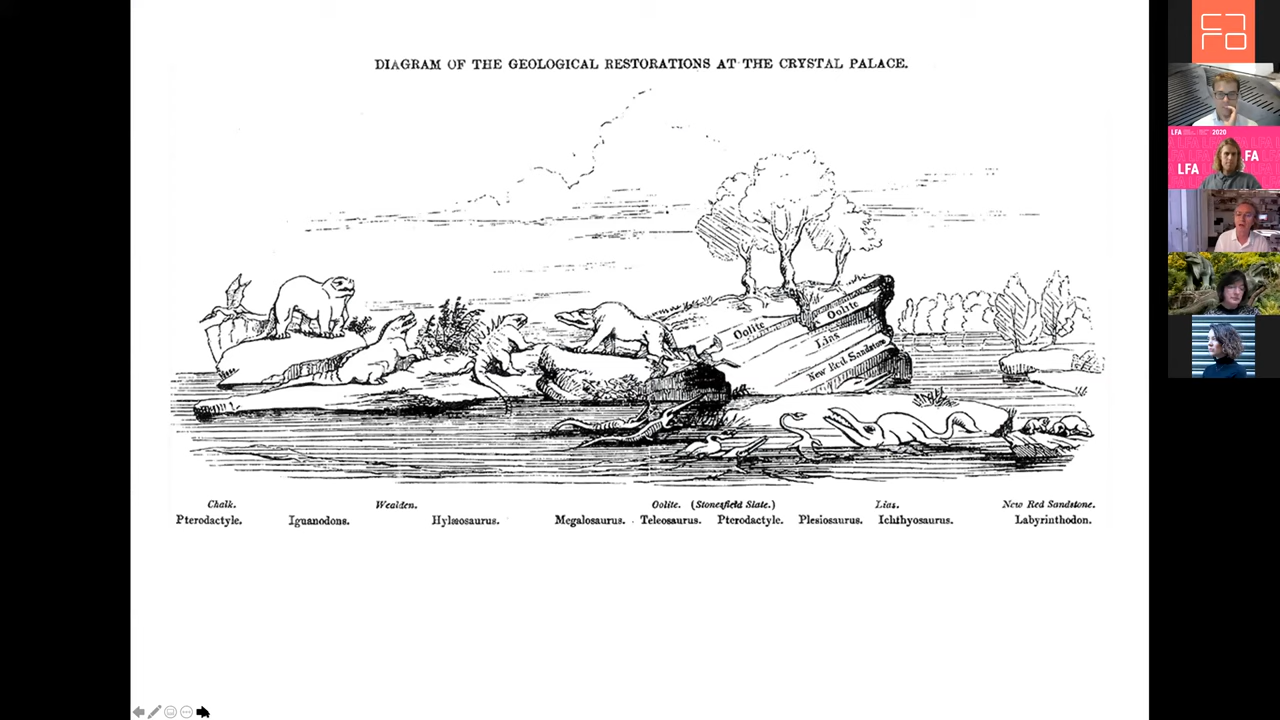 DIAGRAM OF THE GEOLOGICAL RESTORATIONS AT THE CRYSTAL PALACE.
Oolite
Oolite
Lias
New Red Sandstone
Chalk. Wealden. Oolite. (Stonesfield Slate.) Lias. New Red Sandstone.
Pterodactyle. Iguanodons. Hylæosaurus. Megalosaurus. Teleosaurus. Pterodactyle. Plesiosaurus. Ichthyosaurus. Labyrinthodon.
LFA 2020
LFA
FA